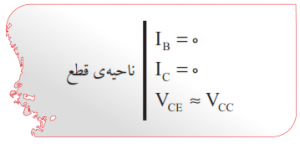 ناحیه‌ی قطع
I_B = ۰
I_C = ۰
V_CE ≈ V_CC